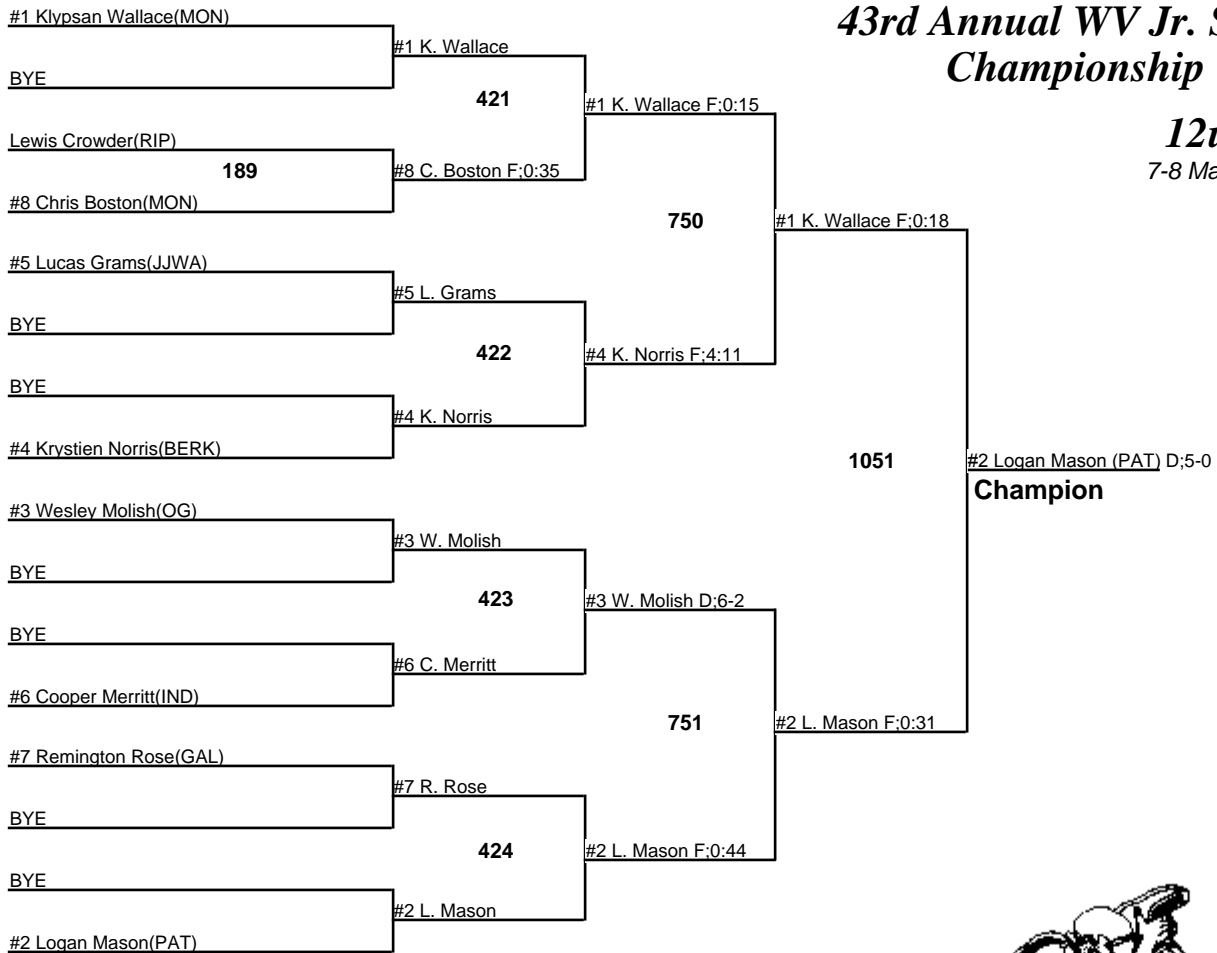 43rd Annual WV Jr. S
Championship
12u
7-8 Ma
#1 Klypsan Wallace(MON)
BYE
Lewis Crowder(RIP)
189
#8 Chris Boston(MON)
#5 Lucas Grams(JJWA)
BYE
BYE
#4 Krystien Norris(BERK)
#3 Wesley Molish(OG)
BYE
BYE
#6 Cooper Merritt(IND)
#7 Remington Rose(GAL)
BYE
BYE
#2 Logan Mason(PAT)
#1 K. Wallace
421
#8 C. Boston F;0:35
#5 L. Grams
422
#4 K. Norris
#3 W. Molish
423
#6 C. Merritt
#7 R. Rose
424
#2 L. Mason
#1 K. Wallace F;0:15
750
#4 K. Norris F;4:11
#3 W. Molish D;6-2
751
#2 L. Mason F;0:44
#1 K. Wallace F;0:18
1051
#2 L. Mason F;0:31
#2 Logan Mason (PAT) D;5-0
Champion